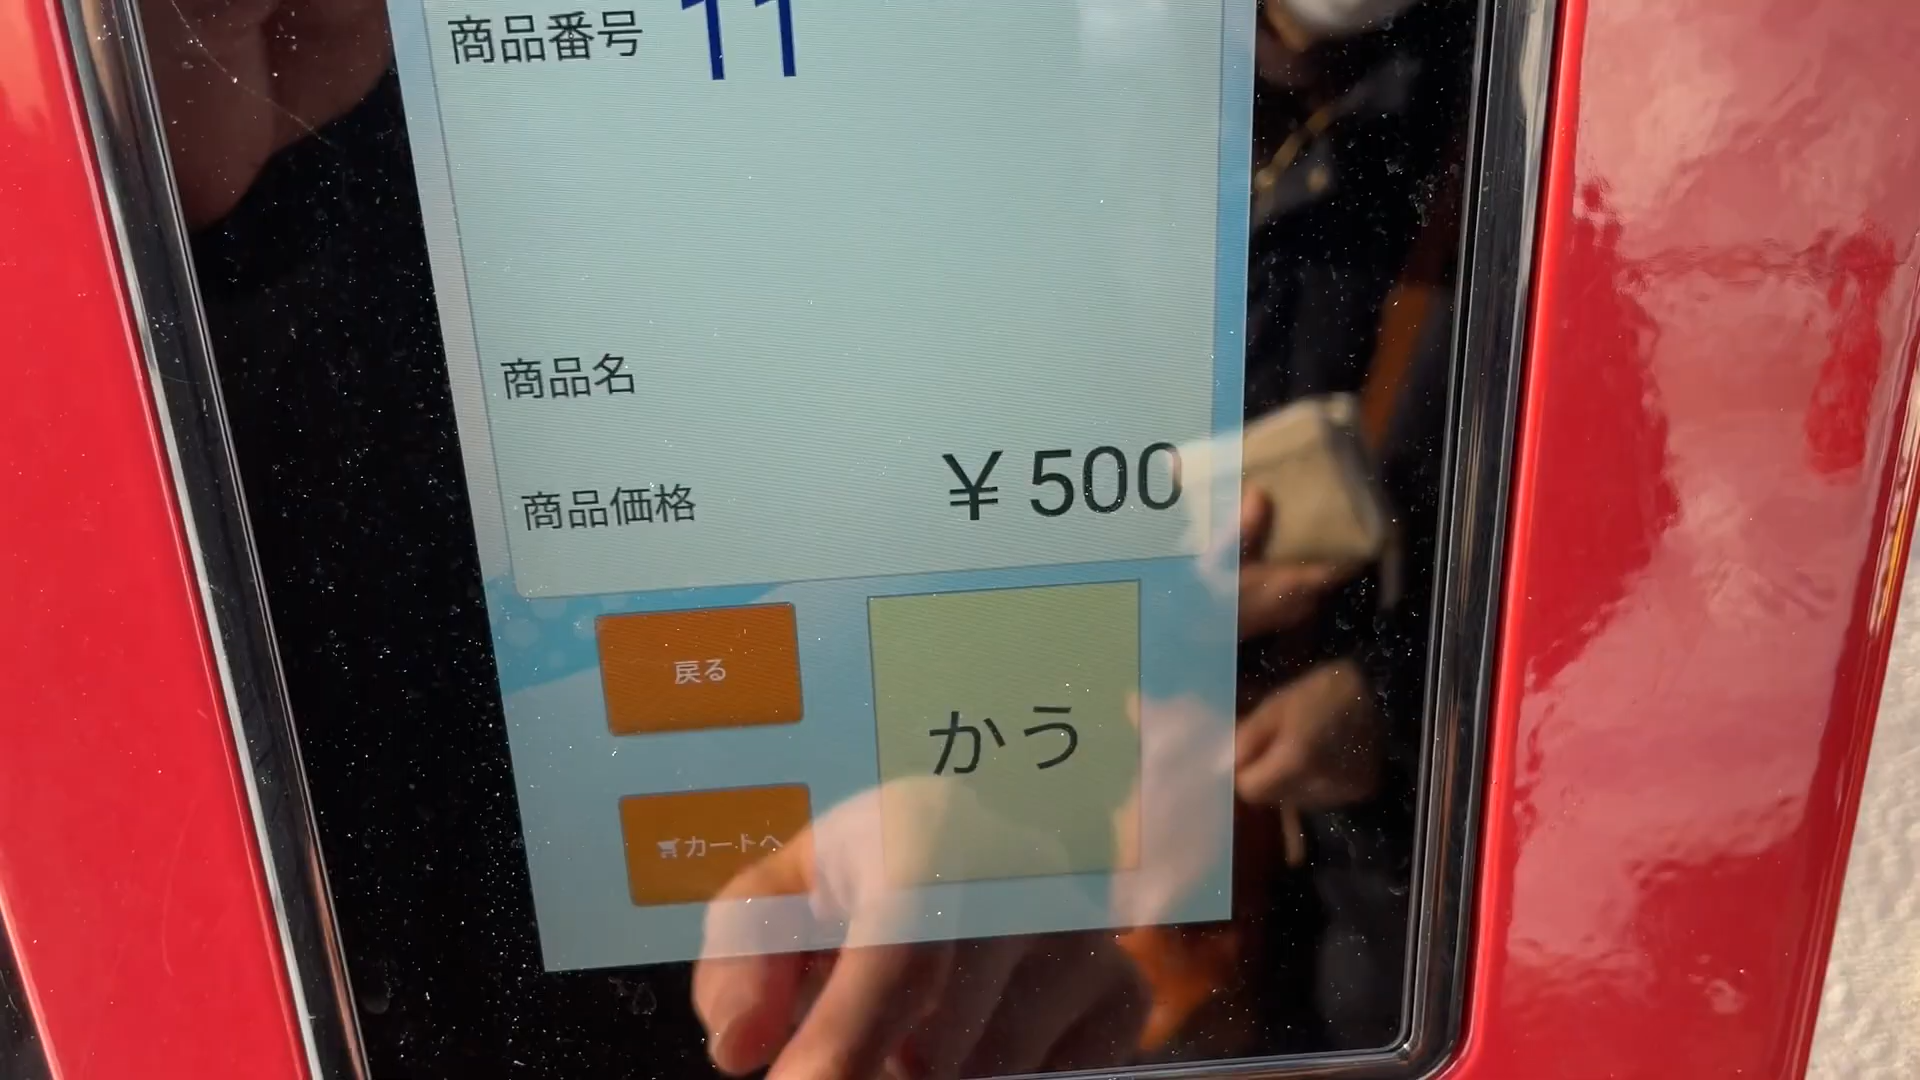 商品番号 11
商品名
商品価格 ¥500
戻る
かう
カートへ